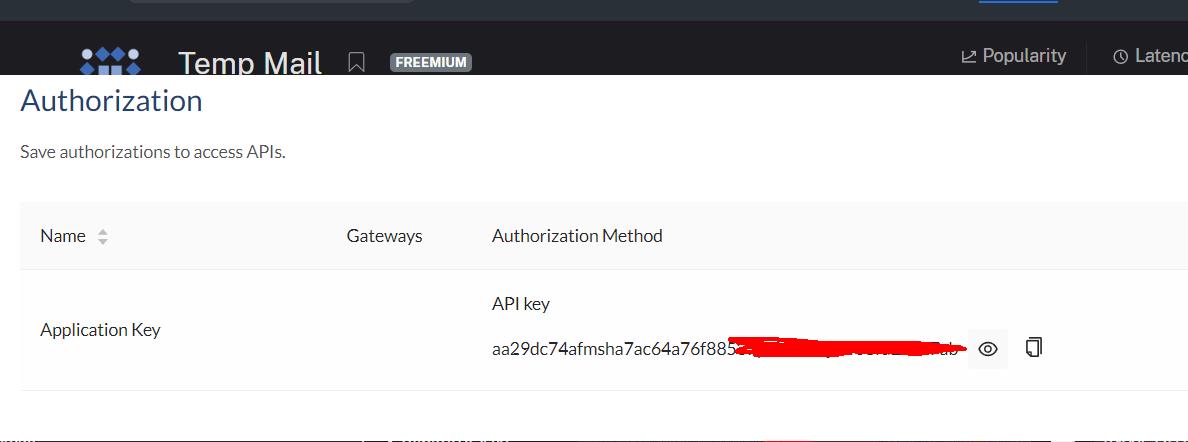 Temp Mail
FREEMIUM
Popularity
Latenc
Authorization
Save authorizations to access APIs.
Name
Gateways
Authorization Method
API key
Application Key
aa29dc74afmsha7ac64a76f885